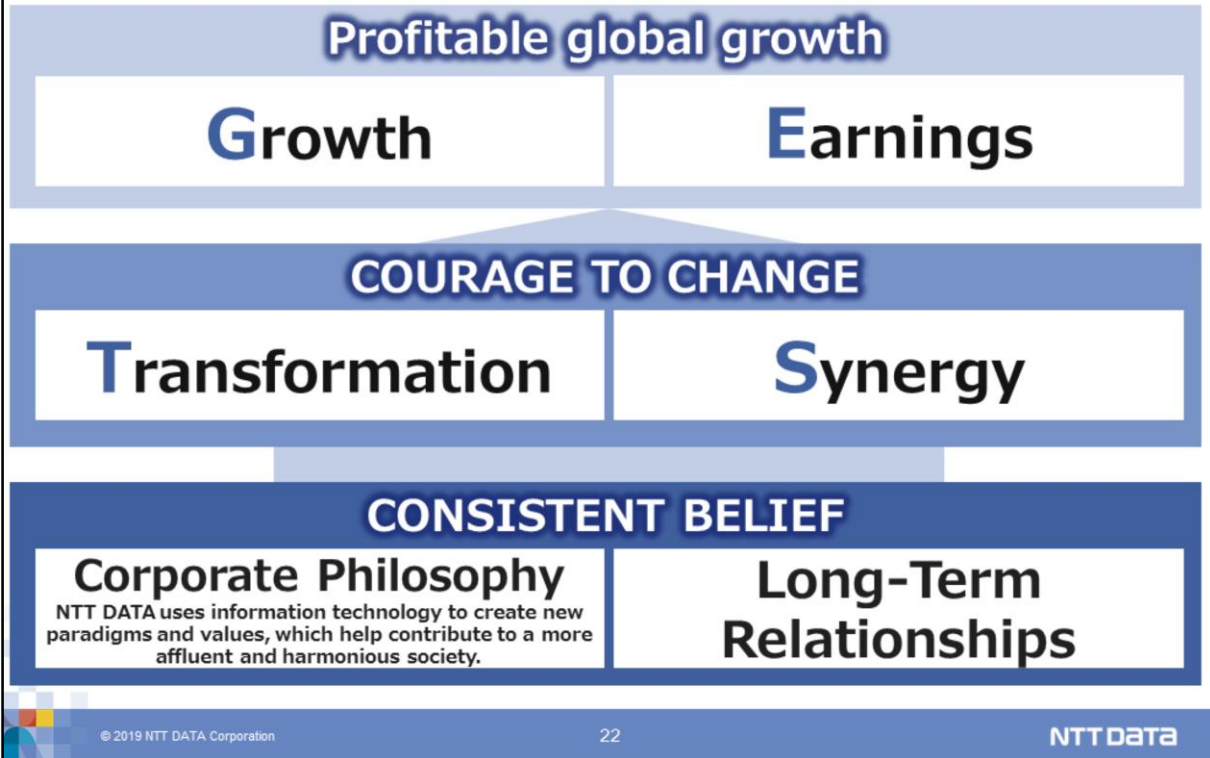 Profitable global growth
Growth
Earnings
COURAGE TO CHANGE
Transformation
Synergy
CONSISTENT BELIEF
Corporate Philosophy
NTT DATA uses information technology to create new
paradigms and values, which help contribute to a more
affluent and harmonious society.
Long-Term
Relationships
© 2019 NTT DATA Corporation
22
NTT DATA